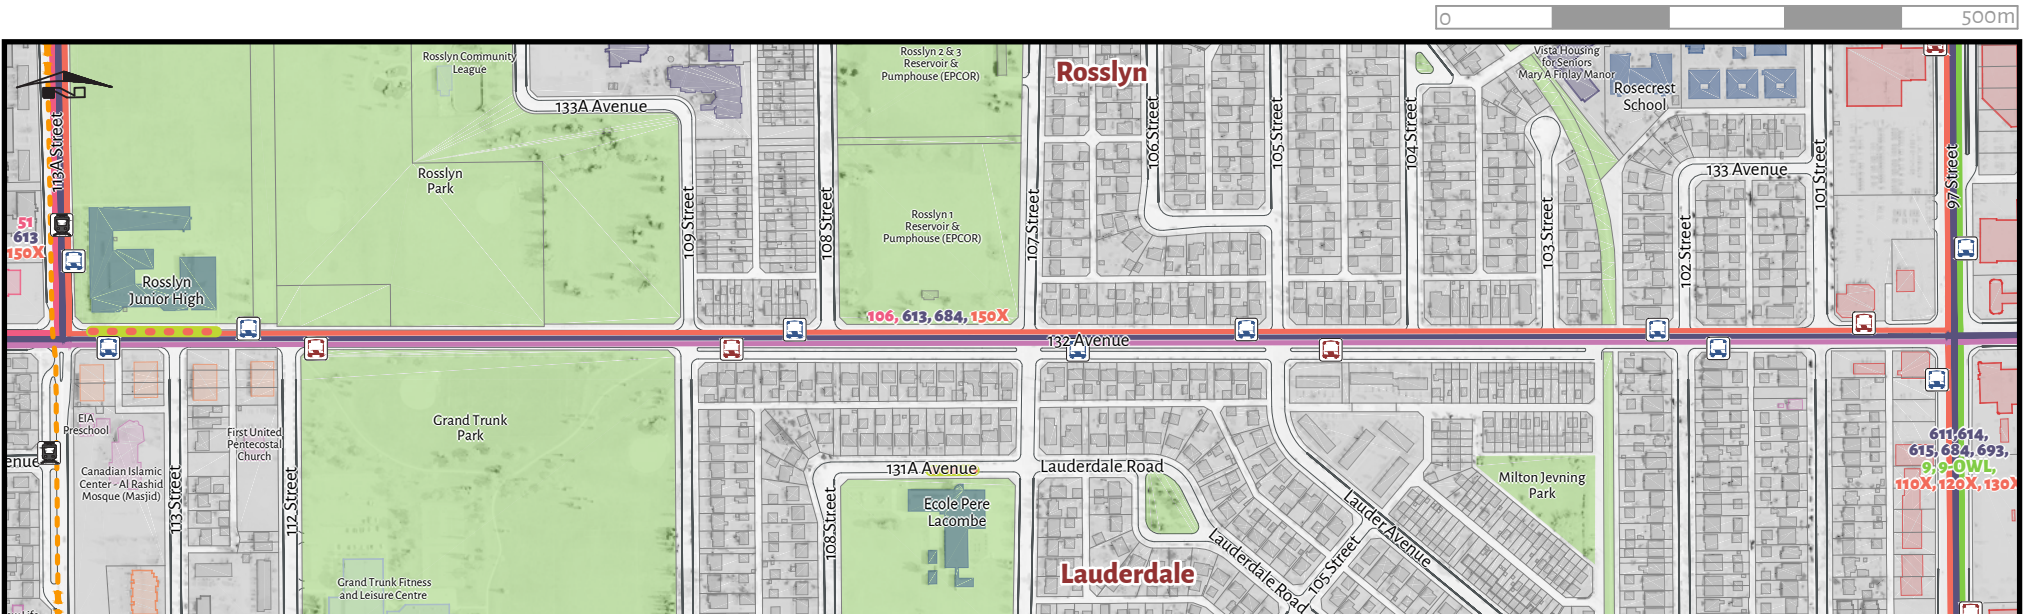 0
500m
Rosslyn Community
League
Rosslyn 2 & 3
Reservoir &
Pumphouse (EPCOR)
Rosslyn
Vista Housing
for Seniors
Mary A Finlay Manor
Rosecrest
School
133A Avenue
113A Street
Rosslyn
Park
106 Street
105 Street
104 Street
133 Avenue
101 Street
97 Street
109 Street
108 Street
107 Street
103 Street
102 Street
Rosslyn 1
Reservoir &
Pumphouse (EPCOR)
51
613
150X
Rosslyn
Junior High
106, 613, 684, 150X
132 Avenue
EIA
Preschool
Grand Trunk
Park
First United
Pentecostal
Church
611,614,
615, 684, 693,
9, 9-OWL,
110X, 120X, 130X
enue
Canadian Islamic
Center - Al Rashid
Mosque (Masjid)
113 Street
112 Street
131A Avenue
Lauderdale Road
Milton Jevning
Park
108 Street
Ecole Pere
Lacombe
Lauder Avenue
Lauderdale Road
105 Street
Lauderdale
Grand Trunk Fitness
and Leisure Centre